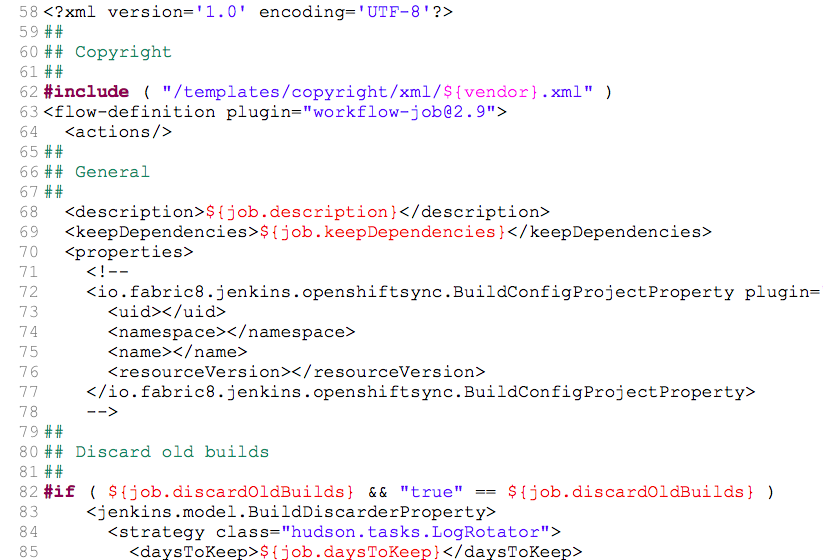 58 <?xml version='1.0' encoding='UTF-8'?>
59 ##
60 ## Copyright
61 ##
62 #include ( "/templates/copyright/xml/${vendor}.xml" )
63 <flow-definition plugin="workflow-job@2.9">
64   <actions/>
65 ##
66 ## General
67 ##
68   <description>${job.description}</description>
69   <keepDependencies>${job.keepDependencies}</keepDependencies>
70   <properties>
71     <!--
72     <io.fabric8.jenkins.openshiftsync.BuildConfigProjectProperty plugin=
73       <uid></uid>
74       <namespace></namespace>
75       <name></name>
76       <resourceVersion></resourceVersion>
77     </io.fabric8.jenkins.openshiftsync.BuildConfigProjectProperty>
78     -->
79 ##
80 ## Discard old builds
81 ##
82 #if ( ${job.discardOldBuilds} && "true" == ${job.discardOldBuilds} )
83     <jenkins.model.BuildDiscarderProperty>
84       <strategy class="hudson.tasks.LogRotator">
85         <daysToKeep>${job.daysToKeep}</daysToKeep>